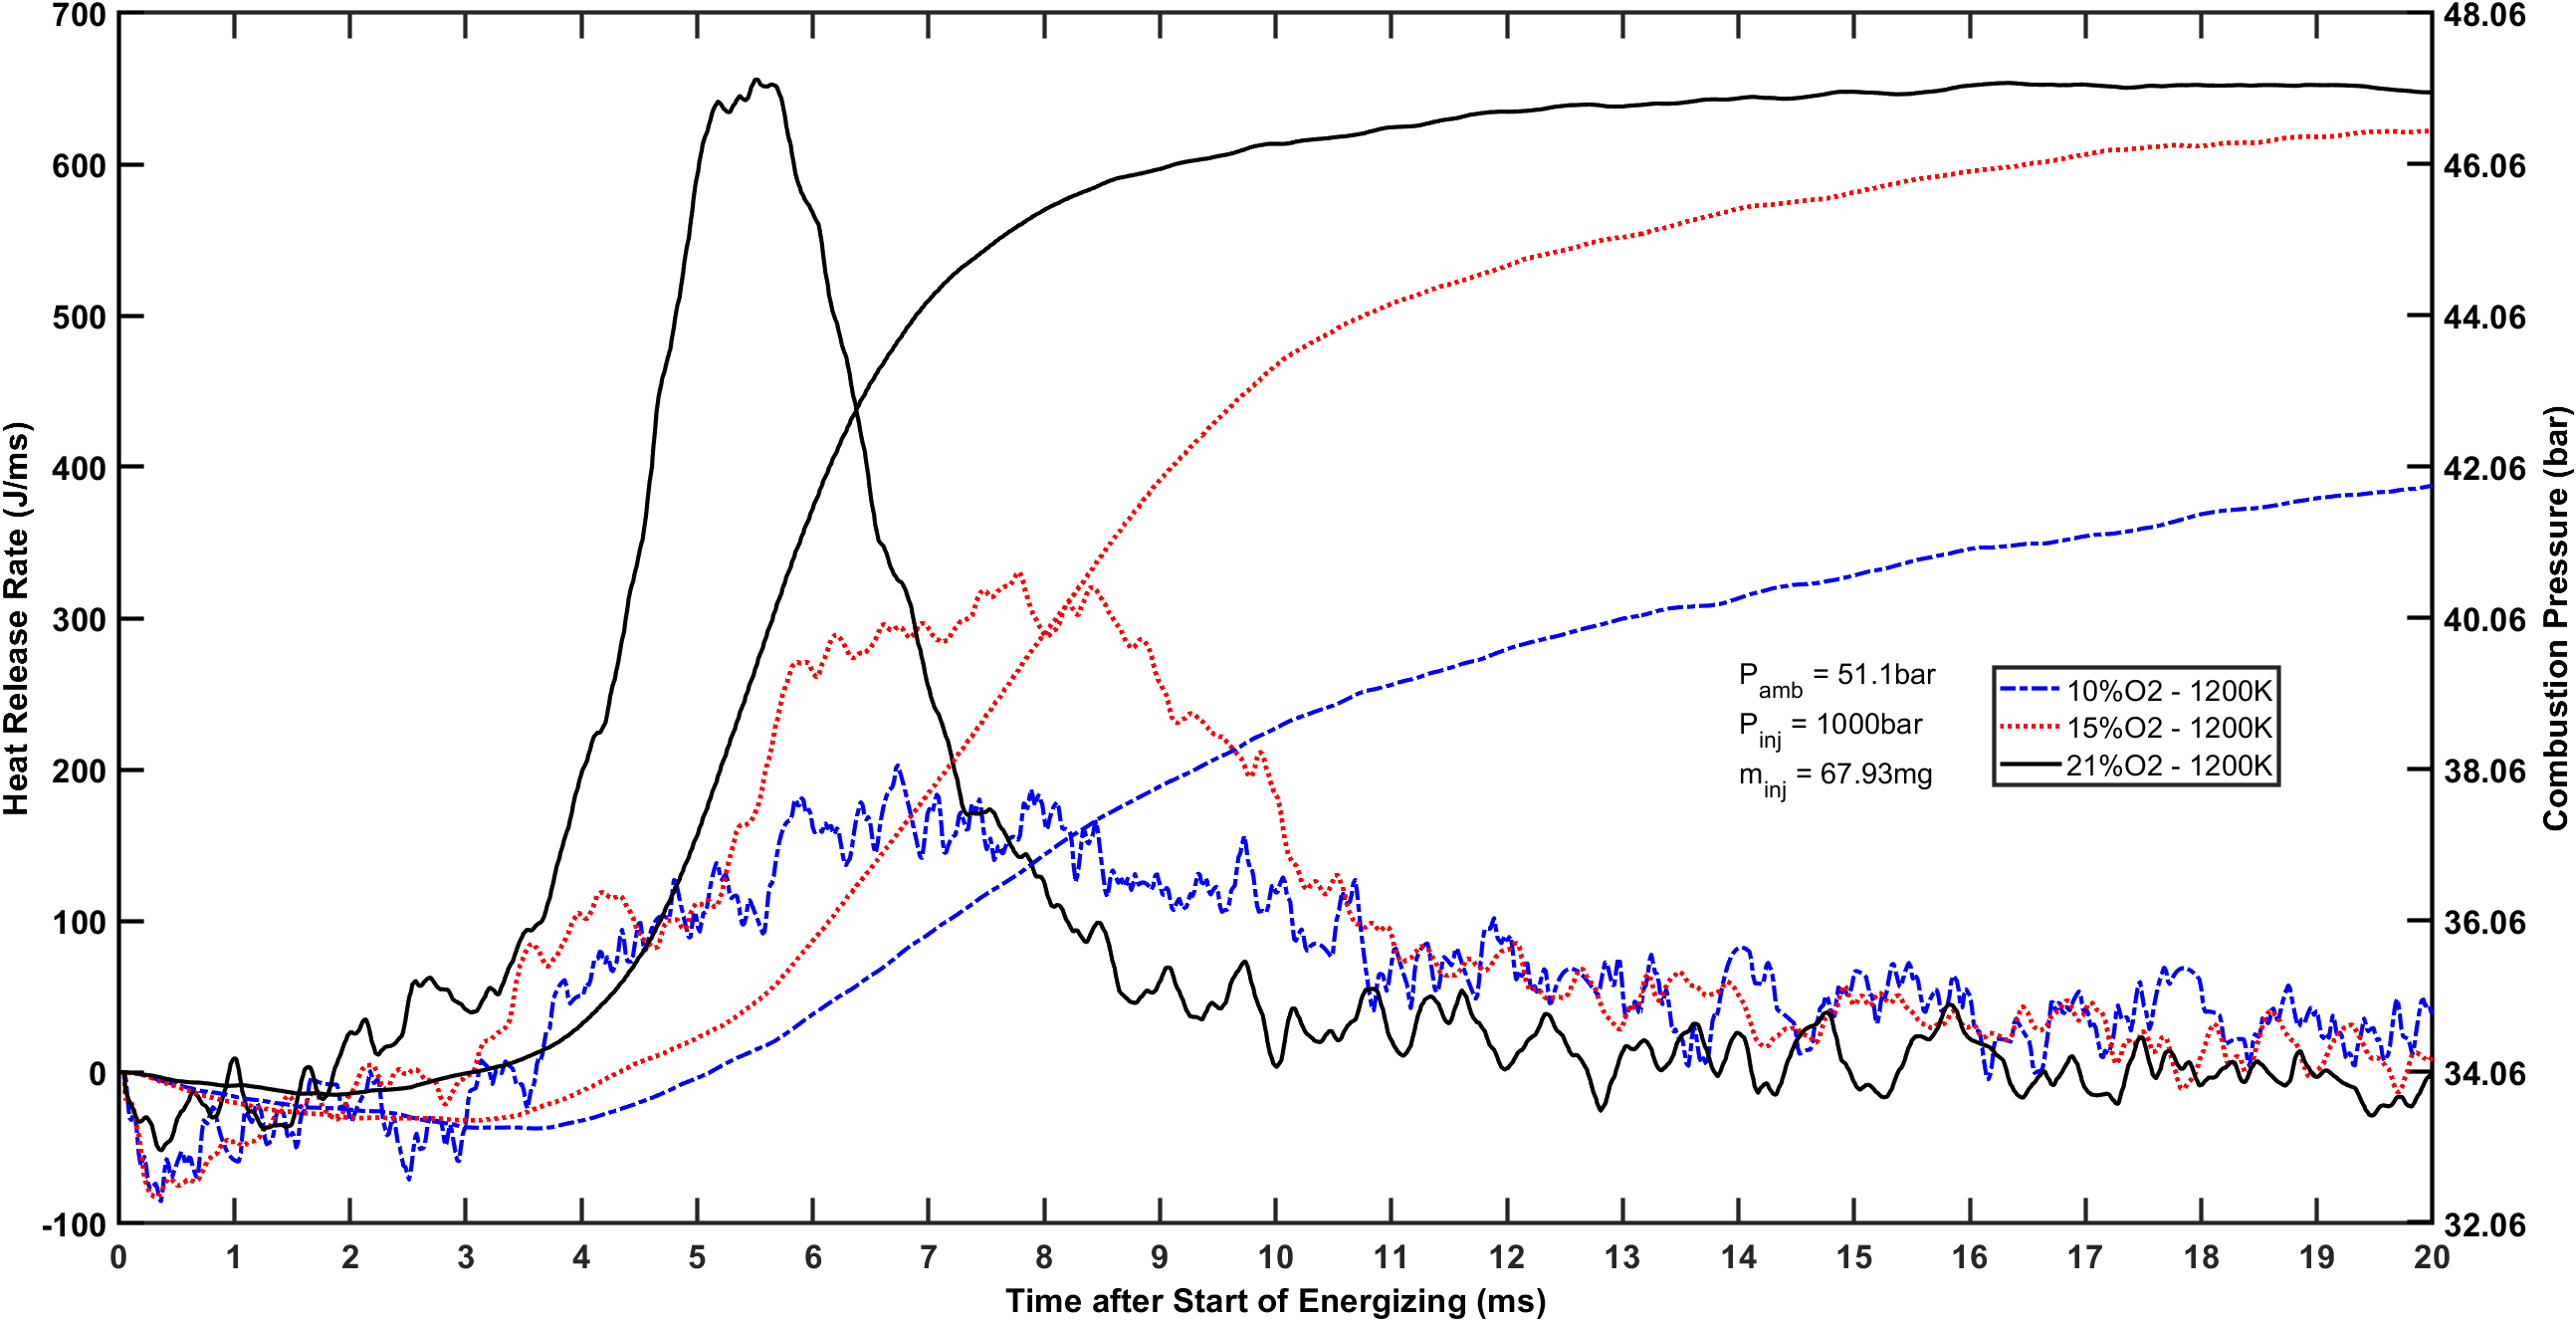 700
600
500
400
300
200
100
0
-100
Heat Release Rate (J/ms)
48.06
46.06
44.06
42.06
40.06
38.06
36.06
34.06
32.06
Combustion Pressure (bar)
P_amb = 51.1bar
P_inj = 1000bar
m_inj = 67.93mg
10%O2 - 1200K
15%O2 - 1200K
21%O2 - 1200K
0 1 2 3 4 5 6 7 8 9 10 11 12 13 14 15 16 17 18 19 20
Time after Start of Energizing (ms)